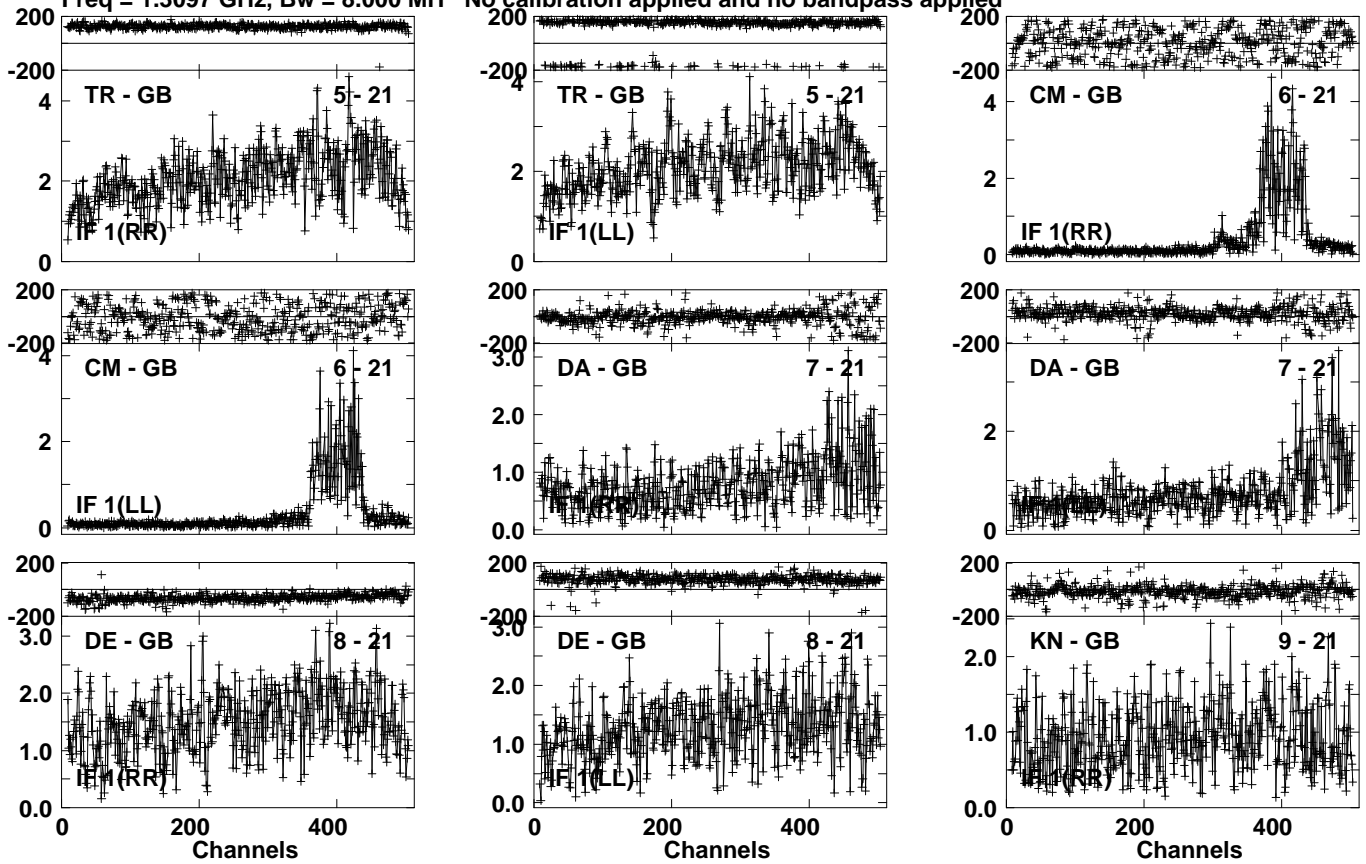 Freq = 1.3097 GHz, Bw = 8.000 MH No calibration applied and no bandpass applied
200
-200
TR - GB 5 - 21
4
2
0
IF 1(RR)
200
-200
TR - GB 5 - 21
4
2
0
IF 1(LL)
200
-200
CM - GB 6 - 21
4
2
0
IF 1(RR)
200
-200
CM - GB 6 - 21
4
2
0
IF 1(LL)
200
-200
DA - GB 7 - 21
3.0
2.0
1.0
0.0
IF 1(RR)
200
-200
DA - GB 7 - 21
2
0
IF 1(LL)
200
-200
DE - GB 8 - 21
3.0
2.0
1.0
0.0
IF 1(RR)
0 200 400
Channels
200
-200
DE - GB 8 - 21
3.0
2.0
1.0
0.0
IF 1(LL)
0 200 400
Channels
200
-200
KN - GB 9 - 21
2.0
1.0
0.0
IF 1(RR)
0 200 400
Channels